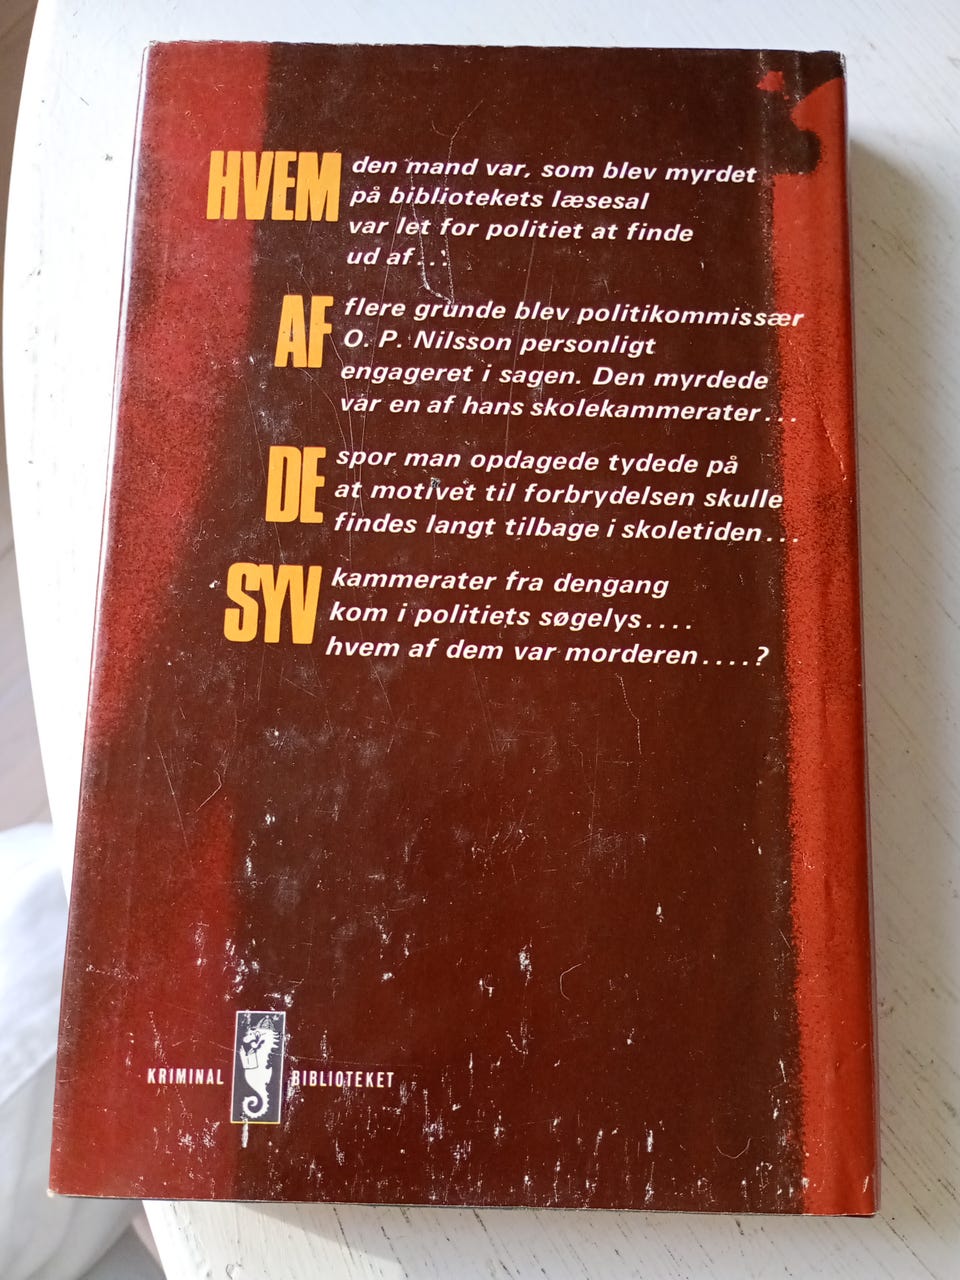 HVEM den mand var, som blev myrdet
på bibliotekets læsesal
var let for politiet at finde
ud af...
AF flere grunde blev politikommissær
O. P. Nilsson personligt
engageret i sagen. Den myrdede
var en af hans skolekammerater...
DE spor man opdagede tydede på
at motivet til forbrydelsen skulle
findes langt tilbage i skoletiden...
SYV kammerater fra dengang
kom i politiets søgelys....
hvem af dem var morderen....?
KRIMINAL BIBLIOTEKET